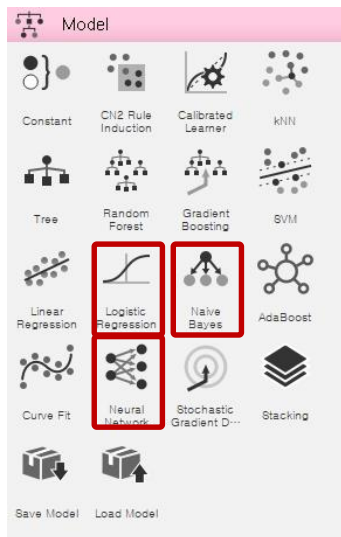 Model
Constant
CN2 Rule
Induction
Calibrated
Learner
kNN
Tree
Random
Forest
Gradient
Boosting
SVM
Linear
Regression
Logistic
Regression
Naive
Bayes
AdaBoost
Curve Fit
Neural
Network
Stochastic
Gradient D⋯
Stacking
Save Model
Load Model